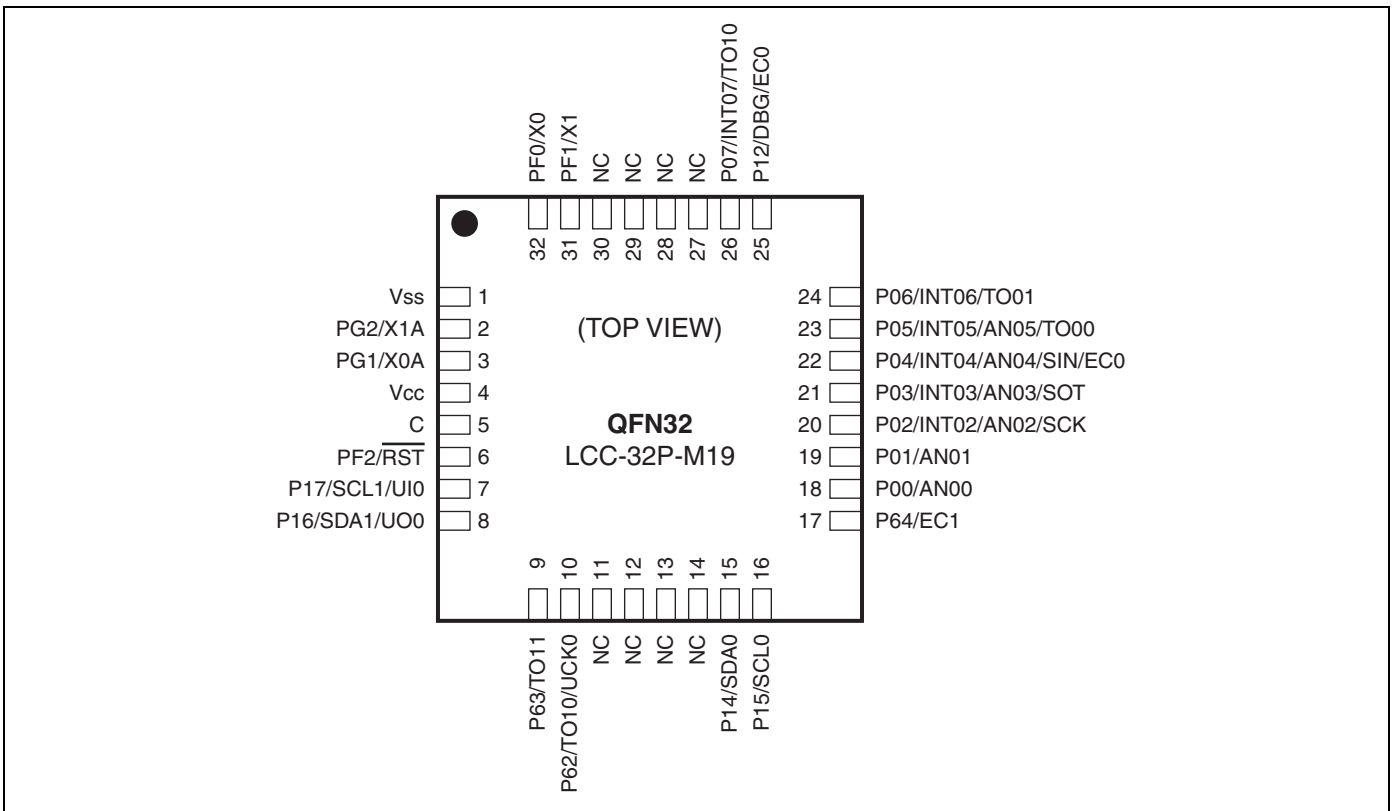 PF0/X0
PF1/X1
NC
NC
NC
NC
P07/INT07/TO10
P12/DBG/EC0
32
31
30
29
28
27
26
25
Vss
1
PG2/X1A
2
PG1/X0A
3
Vcc
4
C
5
PF2/RST
6
P17/SCL1/UI0
7
P16/SDA1/UO0
8
(TOP VIEW)
QFN32
LCC-32P-M19
24
P06/INT06/TO01
23
P05/INT05/AN05/TO00
22
P04/INT04/AN04/SIN/EC0
21
P03/INT03/AN03/SOT
20
P02/INT02/AN02/SCK
19
P01/AN01
18
P00/AN00
17
P64/EC1
9
10
11
12
13
14
15
16
P63/TO11
P62/TO10/UCK0
NC
NC
NC
NC
P14/SDA0
P15/SCL0